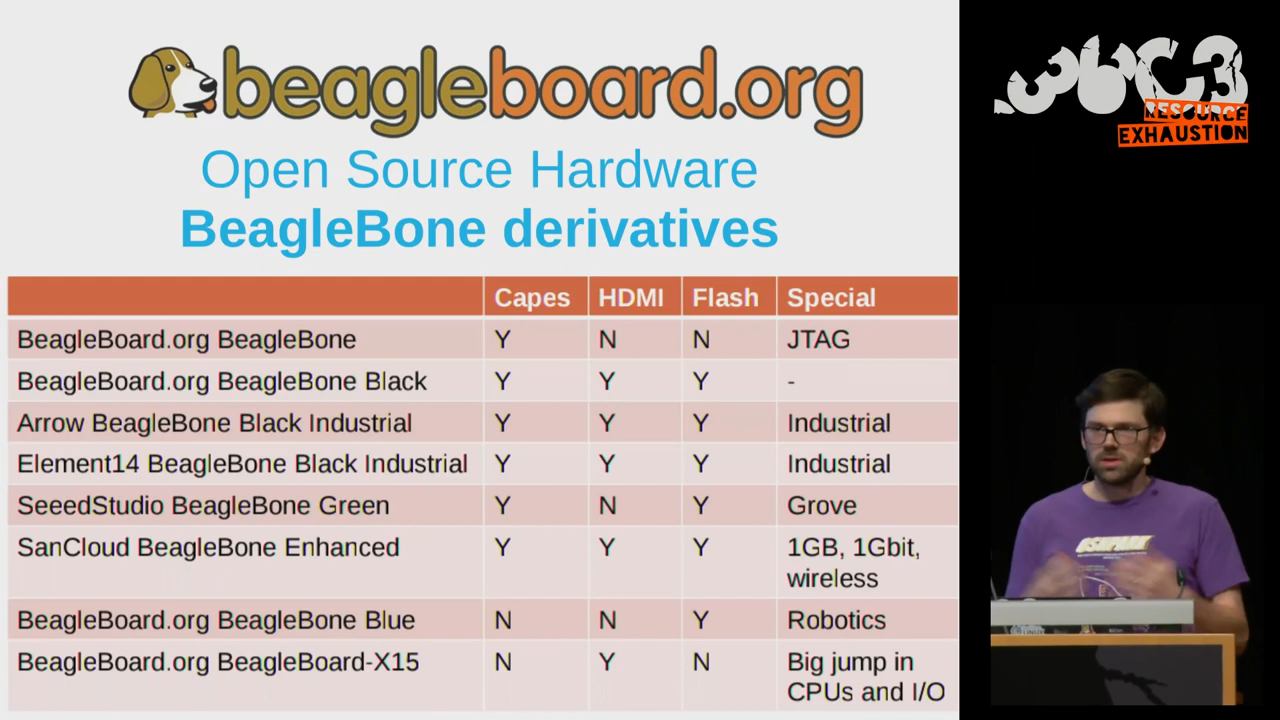 beagleboard.org
Open Source Hardware
BeagleBone derivatives
Capes HDMI Flash Special
BeagleBoard.org BeagleBone Y N N JTAG
BeagleBoard.org BeagleBone Black Y Y Y -
Arrow BeagleBone Black Industrial Y Y Y Industrial
Element14 BeagleBone Black Industrial Y Y Y Industrial
SeeedStudio BeagleBone Green Y N Y Grove
SanCloud BeagleBone Enhanced Y Y Y 1GB, 1Gbit,
wireless
BeagleBoard.org BeagleBone Blue N N Y Robotics
BeagleBoard.org BeagleBoard-X15 N Y N Big jump in
CPUs and I/O
36C3
RESOURCE
EXHAUSTION
OSHPARK